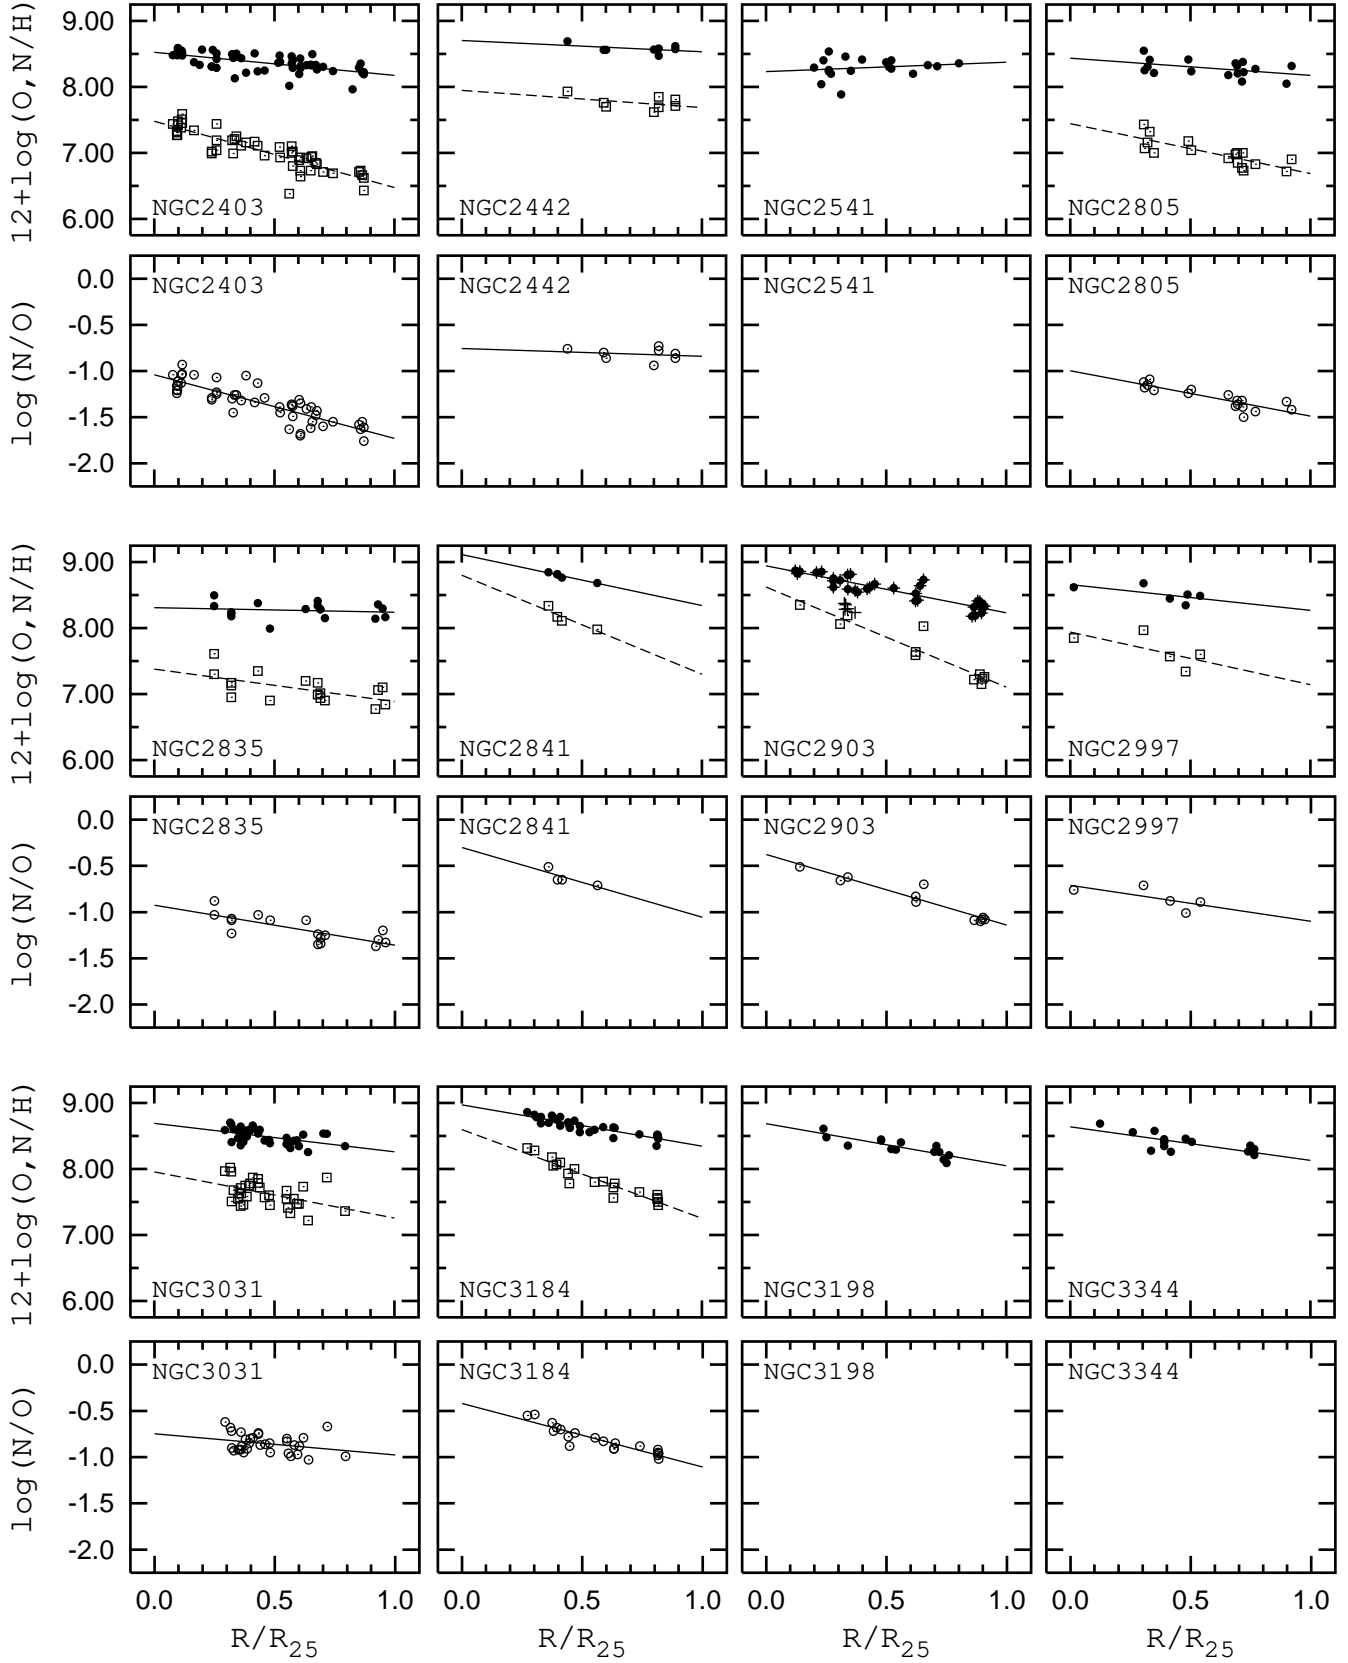 12+log(O,N/H)
9.00
8.00
7.00
6.00
NGC2403
NGC2442
NGC2541
NGC2805
log(N/O)
0.0
-0.5
-1.0
-1.5
-2.0
NGC2403
NGC2442
NGC2541
NGC2805
12+log(O,N/H)
9.00
8.00
7.00
6.00
NGC2835
NGC2841
NGC2903
NGC2997
log(N/O)
0.0
-0.5
-1.0
-1.5
-2.0
NGC2835
NGC2841
NGC2903
NGC2997
12+log(O,N/H)
9.00
8.00
7.00
6.00
NGC3031
NGC3184
NGC3198
NGC3344
log(N/O)
0.0
-0.5
-1.0
-1.5
-2.0
NGC3031
NGC3184
NGC3198
NGC3344
0.0 0.5 1.0
0.0 0.5 1.0
0.0 0.5 1.0
0.0 0.5 1.0
R/R25
R/R25
R/R25
R/R25